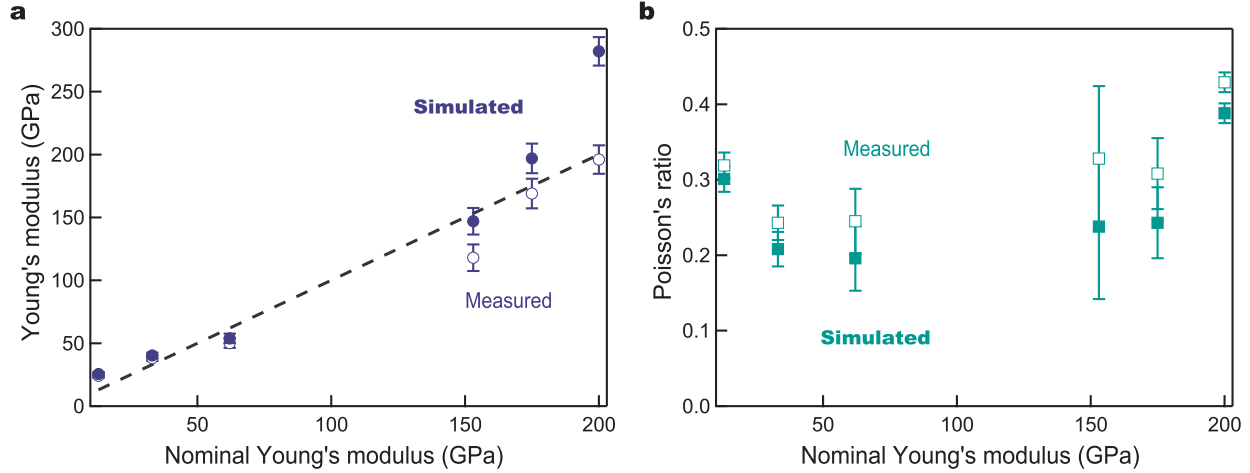 a
300
250
200
150
100
50
0
Young's modulus (GPa)
Simulated
Measured
50
100
150
200
Nominal Young's modulus (GPa)
b
0.5
0.4
0.3
0.2
0.1
0.0
Poisson's ratio
Measured
Simulated
50
100
150
200
Nominal Young's modulus (GPa)